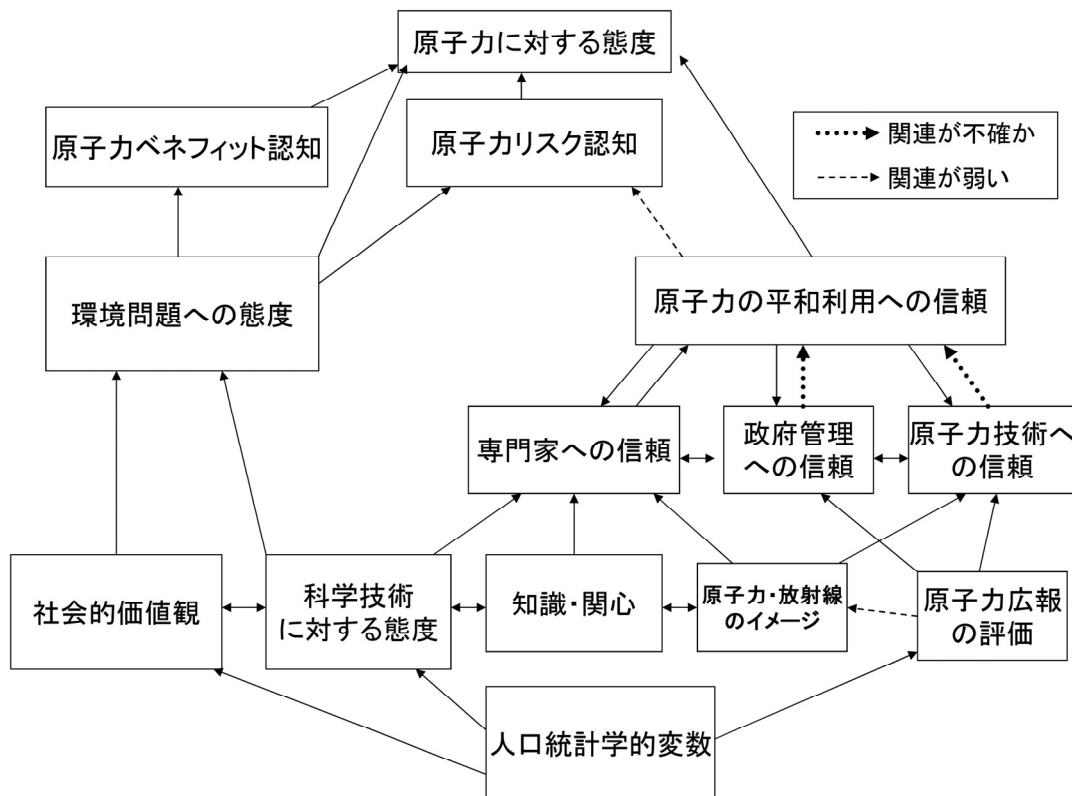 原子力に対する態度
原子力ベネフィット認知
原子力リスク認知
関連が不確か
関連が弱い
環境問題への態度
原子力の平和利用への信頼
専門家への信頼
政府管理
への信頼
原子力技術へ
の信頼
社会的価値観
科学技術
に対する態度
知識・関心
原子力・放射線
のイメージ
原子力広報
の評価
人口統計学的変数